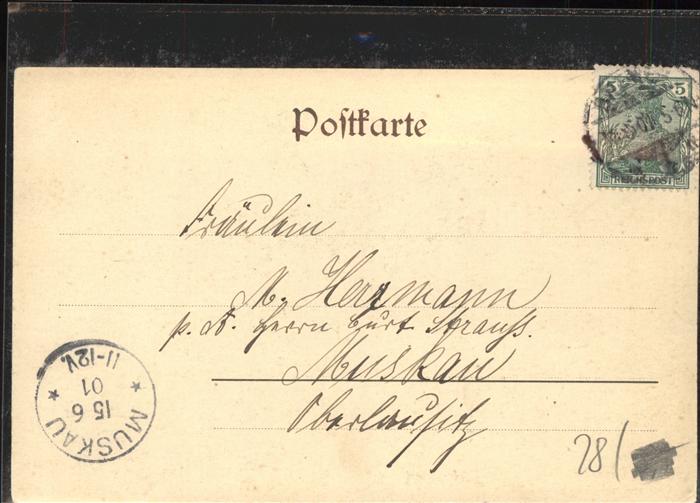 Postkarte
5 5
REICHSPOST
Fräulein
M. Herrmann
p. A. Herrn Curt Strauss.
Muskau
Oberlausitz
MUSKAU
15 6
01
11-12V.
28/